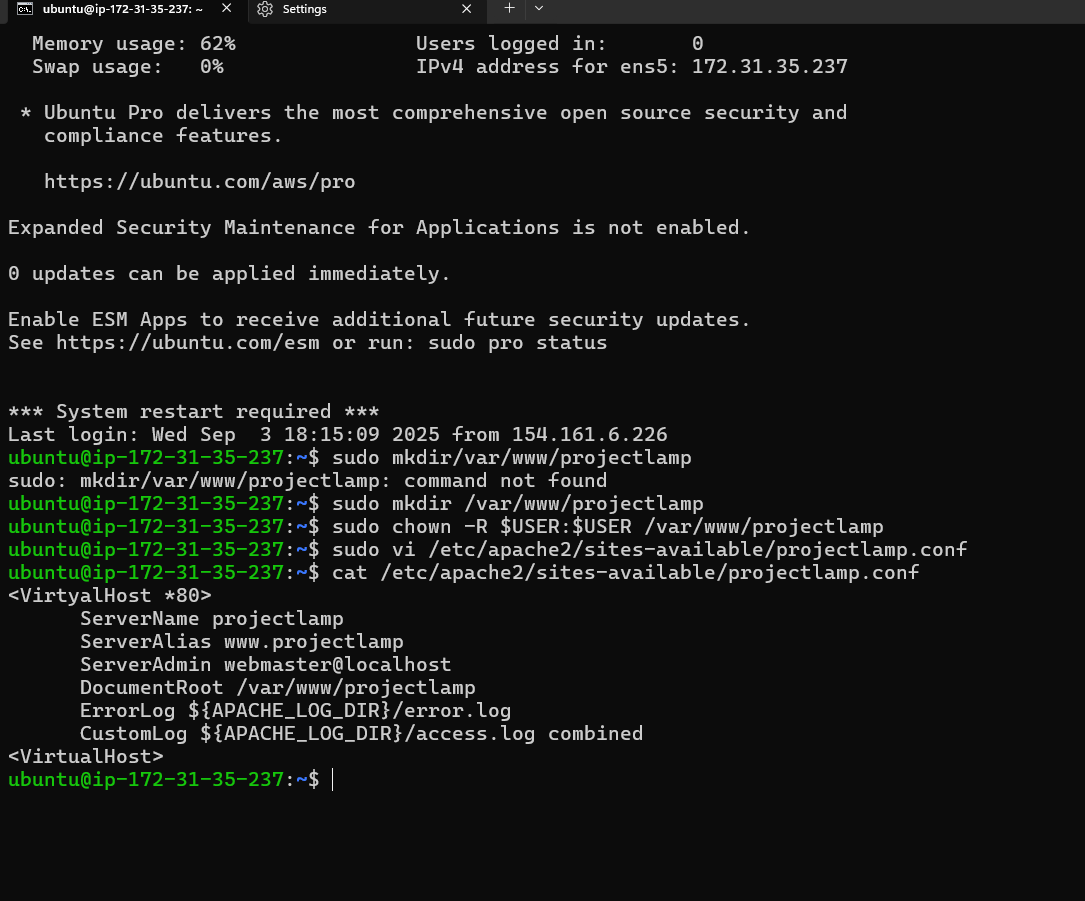 ubuntu@ip-172-31-35-237: ~
Settings
Memory usage: 62%               Users logged in:       0
Swap usage:   0%                IPv4 address for ens5: 172.31.35.237
* Ubuntu Pro delivers the most comprehensive open source security and
compliance features.
https://ubuntu.com/aws/pro
Expanded Security Maintenance for Applications is not enabled.
0 updates can be applied immediately.
Enable ESM Apps to receive additional future security updates.
See https://ubuntu.com/esm or run: sudo pro status
*** System restart required ***
Last login: Wed Sep  3 18:15:09 2025 from 154.161.6.226
ubuntu@ip-172-31-35-237:~$ sudo mkdir/var/www/projectlamp
sudo: mkdir/var/www/projectlamp: command not found
ubuntu@ip-172-31-35-237:~$ sudo mkdir /var/www/projectlamp
ubuntu@ip-172-31-35-237:~$ sudo chown -R $USER:$USER /var/www/projectlamp
ubuntu@ip-172-31-35-237:~$ sudo vi /etc/apache2/sites-available/projectlamp.conf
ubuntu@ip-172-31-35-237:~$ cat /etc/apache2/sites-available/projectlamp.conf
<VirtyalHost *80>
ServerName projectlamp
ServerAlias www.projectlamp
ServerAdmin webmaster@localhost
DocumentRoot /var/www/projectlamp
ErrorLog ${APACHE_LOG_DIR}/error.log
CustomLog ${APACHE_LOG_DIR}/access.log combined
<VirtualHost>
ubuntu@ip-172-31-35-237:~$